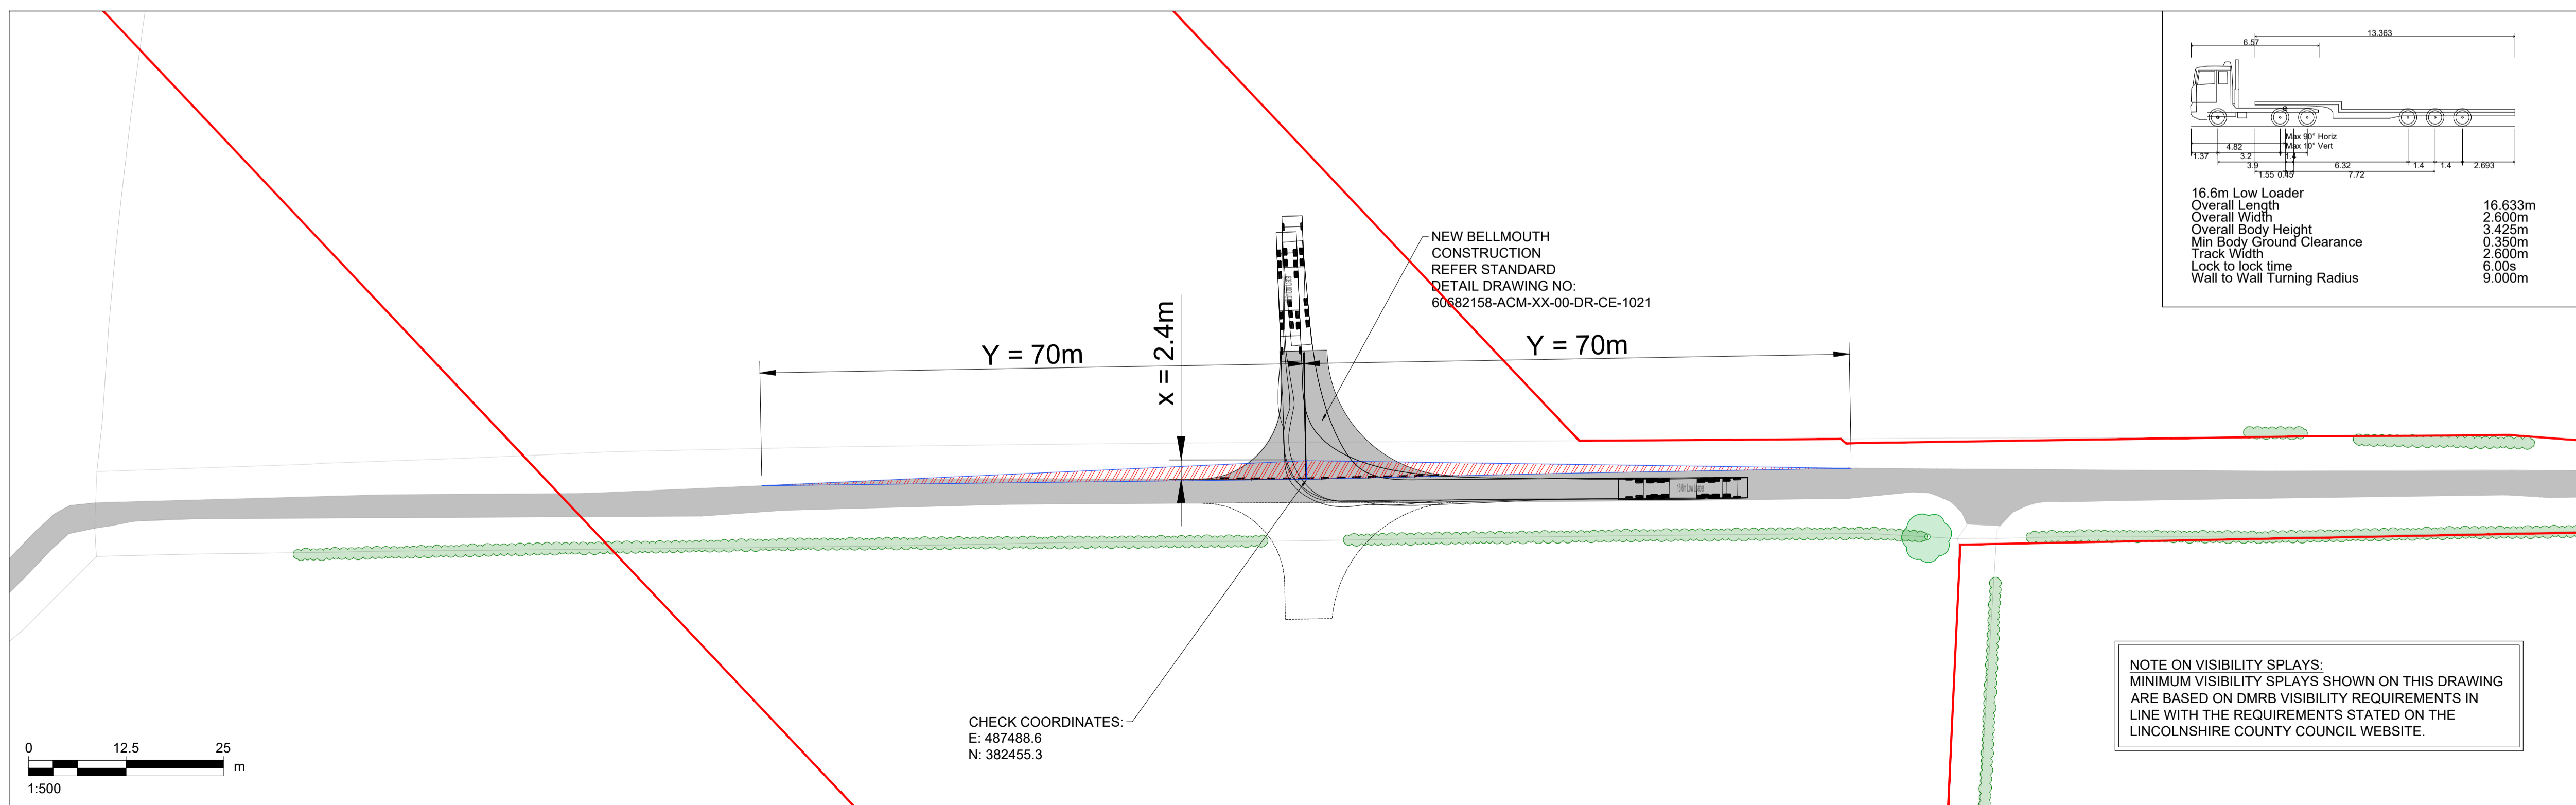 13.363
6.57
Max 90° Horiz
Max 10° Vert
4.82
1.37
3.2
1.4
3.9
6.32
1.4
1.4
2.693
1.55
0.45
7.72
16.6m Low Loader
Overall Length 16.633m
Overall Width 2.600m
Overall Body Height 3.425m
Min Body Ground Clearance 0.350m
Track Width 2.600m
Lock to lock time 6.00s
Wall to Wall Turning Radius 9.000m
NEW BELLMOUTH
CONSTRUCTION
REFER STANDARD
DETAIL DRAWING NO:
60682158-ACM-XX-00-DR-CE-1021
Y = 70m
x = 2.4m
Y = 70m
16.6m Low Loader
CHECK COORDINATES:
E: 487488.6
N: 382455.3
NOTE ON VISIBILITY SPLAYS:
MINIMUM VISIBILITY SPLAYS SHOWN ON THIS DRAWING
ARE BASED ON DMRB VISIBILITY REQUIREMENTS IN
LINE WITH THE REQUIREMENTS STATED ON THE
LINCOLNSHIRE COUNTY COUNCIL WEBSITE.
0 12.5 25
m
1:500